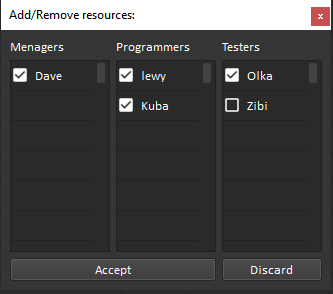 Add/Remove resources:
x
Menagers Programmers Testers
Dave lewy Olka
Kuba Zibi
Accept Discard